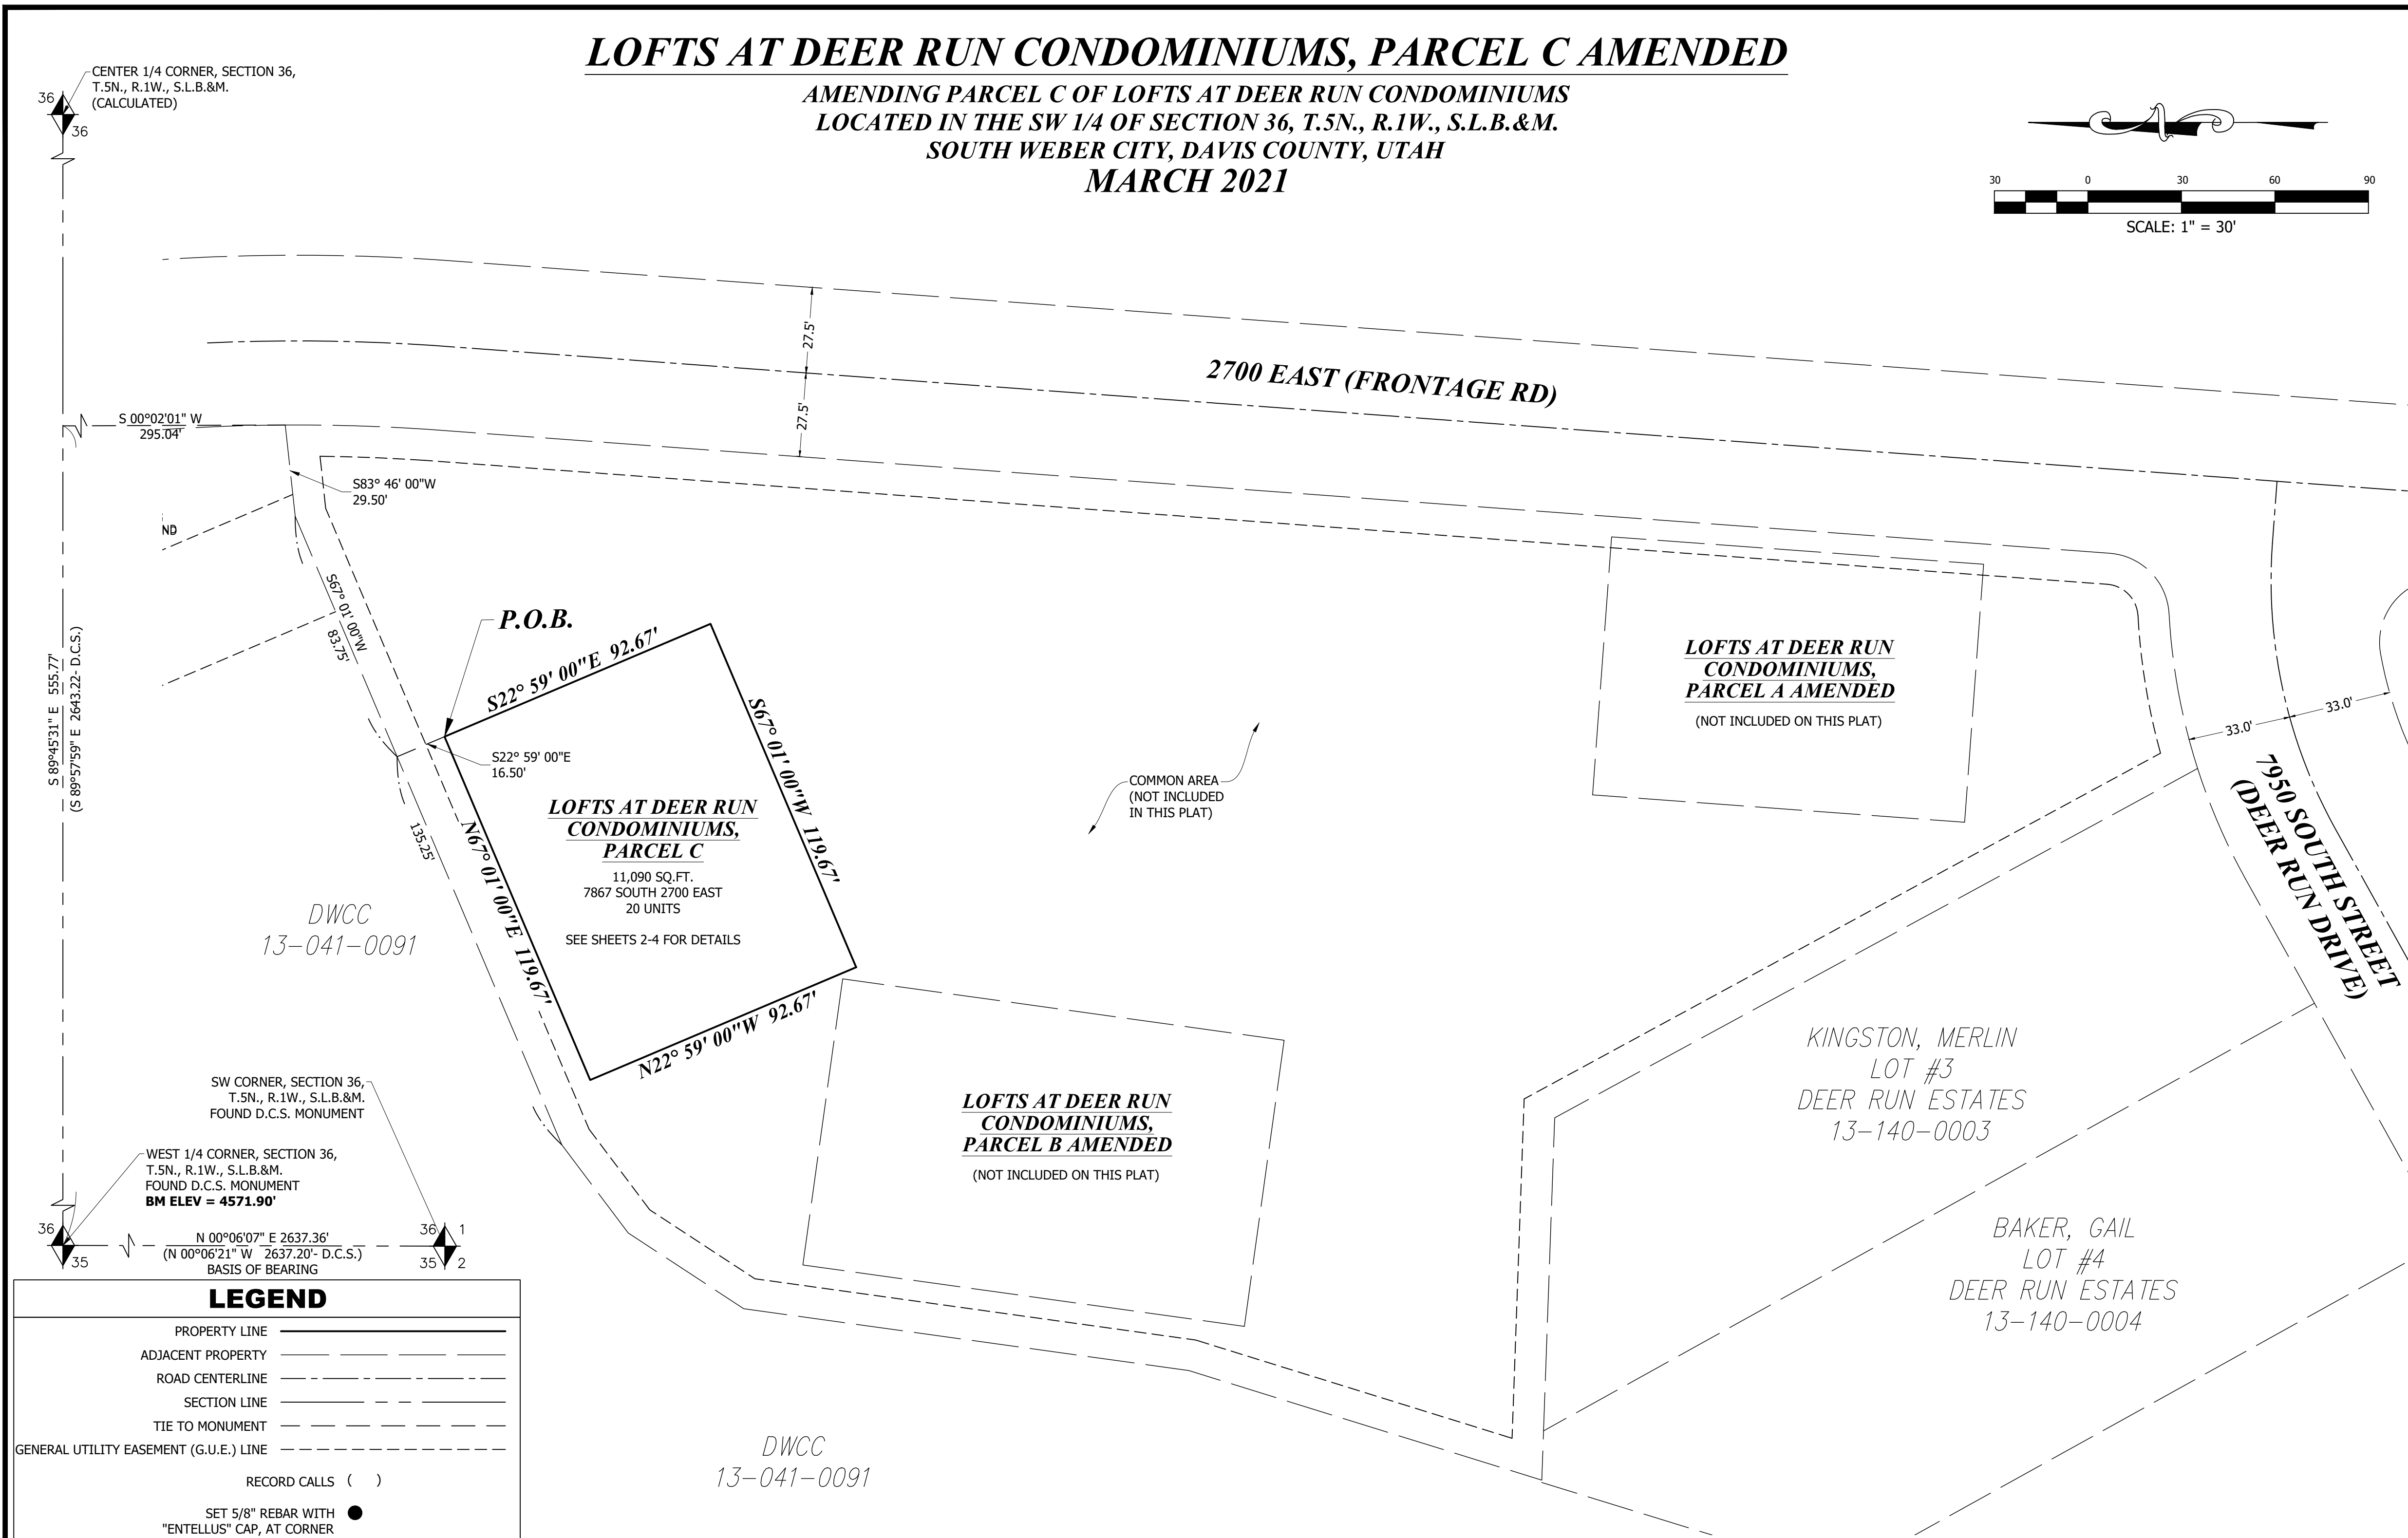 LOFTS AT DEER RUN CONDOMINIUMS, PARCEL C AMENDED
AMENDING PARCEL C OF LOFTS AT DEER RUN CONDOMINIUMS
LOCATED IN THE SW 1/4 OF SECTION 36, T.5N., R.1W., S.L.B.&M.
SOUTH WEBER CITY, DAVIS COUNTY, UTAH
MARCH 2021
CENTER 1/4 CORNER, SECTION 36,
T.5N., R.1W., S.L.B.&M.
(CALCULATED)
36
36
30 0 30 60 90
SCALE: 1" = 30'
27.5'
27.5'
2700 EAST (FRONTAGE RD)
S 00°02'01" W
295.04'
S83° 46' 00"W
29.50'
ND
S67° 01' 00"W
83.75'
P.O.B.
S22° 59' 00"E 92.67'
S67° 01' 00"W 119.67'
S22° 59' 00"E
16.50'
LOFTS AT DEER RUN
CONDOMINIUMS,
PARCEL C
11,090 SQ.FT.
7867 SOUTH 2700 EAST
20 UNITS
SEE SHEETS 2-4 FOR DETAILS
N67° 01' 00"E 119.67'
N22° 59' 00"W 92.67'
135.25'
COMMON AREA
(NOT INCLUDED
IN THIS PLAT)
LOFTS AT DEER RUN
CONDOMINIUMS,
PARCEL A AMENDED
(NOT INCLUDED ON THIS PLAT)
33.0'
33.0'
7950 SOUTH STREET
(DEER RUN DRIVE)
S 89°45'31" E 555.77'
(S 89°57'59" E 2643.22- D.C.S.)
DWCC
13-041-0091
LOFTS AT DEER RUN
CONDOMINIUMS,
PARCEL B AMENDED
(NOT INCLUDED ON THIS PLAT)
KINGSTON, MERLIN
LOT #3
DEER RUN ESTATES
13-140-0003
BAKER, GAIL
LOT #4
DEER RUN ESTATES
13-140-0004
SW CORNER, SECTION 36,
T.5N., R.1W., S.L.B.&M.
FOUND D.C.S. MONUMENT
WEST 1/4 CORNER, SECTION 36,
T.5N., R.1W., S.L.B.&M.
FOUND D.C.S. MONUMENT
BM ELEV = 4571.90'
36
35
N 00°06'07" E 2637.36'
(N 00°06'21" W 2637.20'- D.C.S.)
BASIS OF BEARING
36 1
35 2
DWCC
13-041-0091
LEGEND
PROPERTY LINE
ADJACENT PROPERTY
ROAD CENTERLINE
SECTION LINE
TIE TO MONUMENT
GENERAL UTILITY EASEMENT (G.U.E.) LINE
RECORD CALLS ( )
SET 5/8" REBAR WITH
"ENTELLUS" CAP, AT CORNER